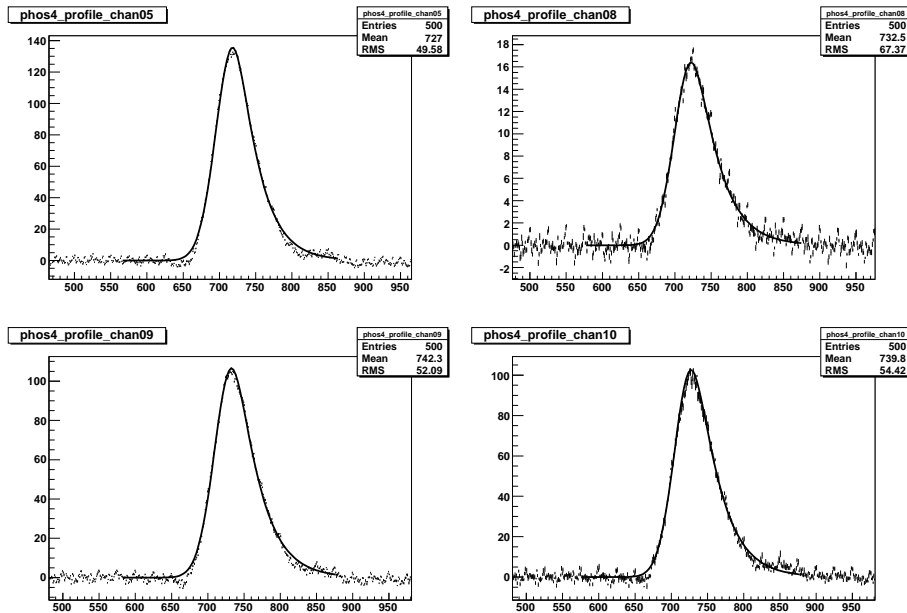 phos4_profile_chan05
phos4_profile_chan05
Entries 500
Mean 727
RMS 49.58
140
120
100
80
60
40
20
0
500 550 600 650 700 750 800 850 900 950
phos4_profile_chan08
phos4_profile_chan08
Entries 500
Mean 732.5
RMS 67.37
18
16
14
12
10
8
6
4
2
0
-2
500 550 600 650 700 750 800 850 900 950
phos4_profile_chan09
phos4_profile_chan09
Entries 500
Mean 742.3
RMS 52.09
100
80
60
40
20
0
500 550 600 650 700 750 800 850 900 950
phos4_profile_chan10
phos4_profile_chan10
Entries 500
Mean 739.8
RMS 54.42
100
80
60
40
20
0
500 550 600 650 700 750 800 850 900 950